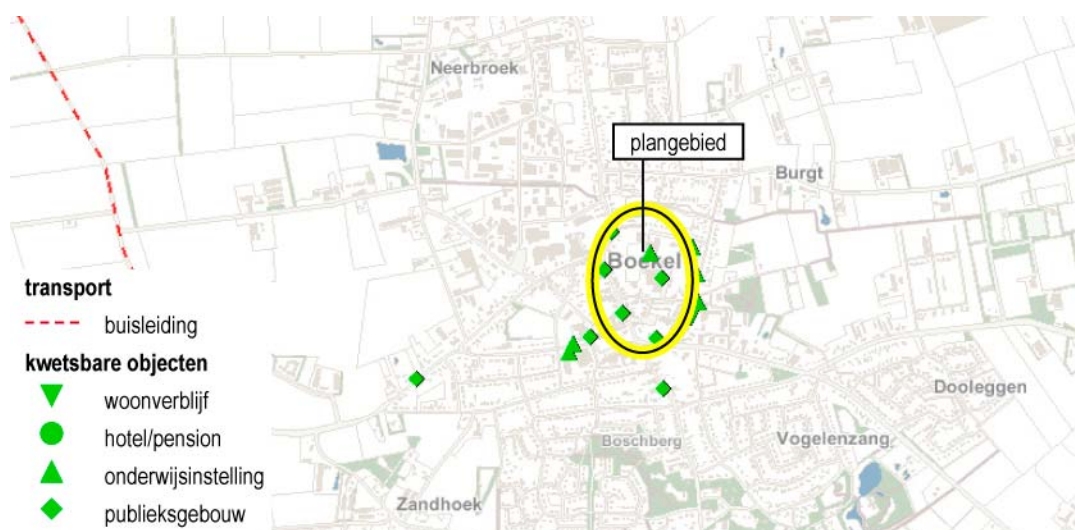 Neerbroek
plangebied
Burgt
Boekel
transport
buisleiding
kwetsbare objecten
woonverblijf
hotel/pension
onderwijsinstelling
publieksgebouw
Dooleggen
Vogelenzang
Boschberg
Zandhoek